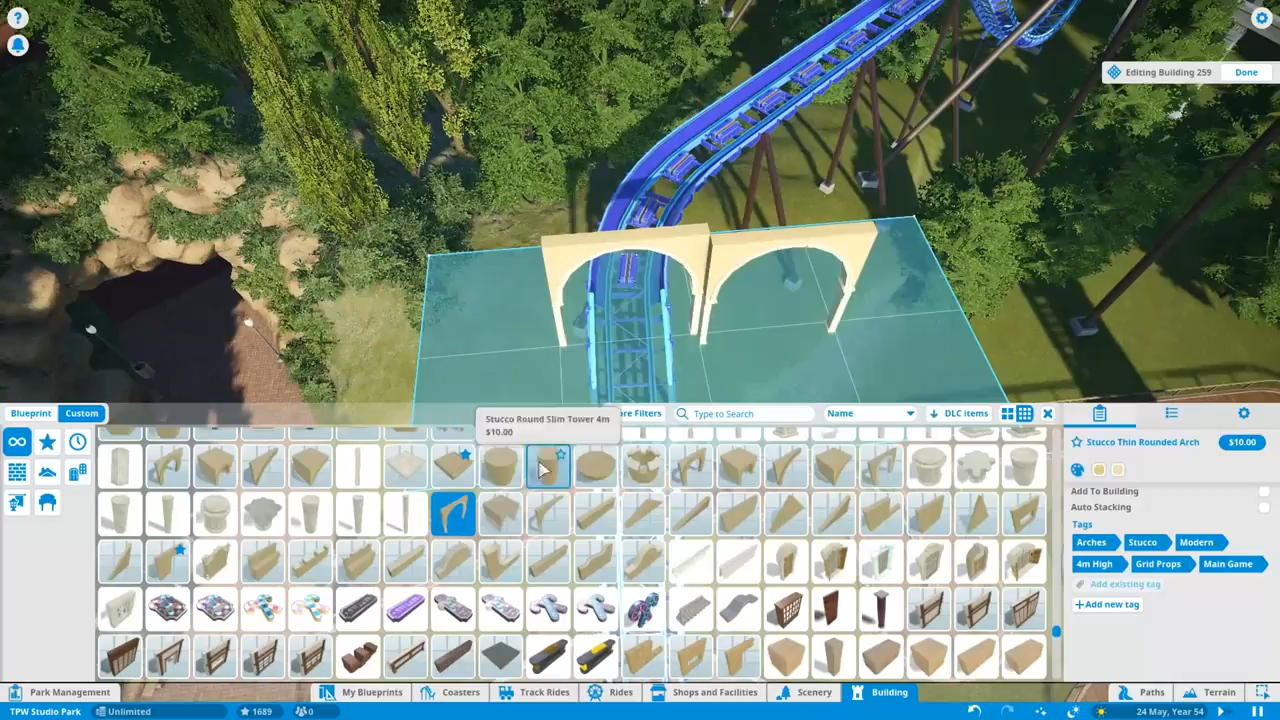 Editing Building 259 Done
Blueprint Custom
Stucco Round Slim Tower 4m
$10.00
ore Filters Type to Search Name DLC items
Stucco Thin Rounded Arch $10.00
Add To Building
Auto Stacking
Tags
Arches Stucco Modern
4m High Grid Props Main Game
Add existing tag
+Add new tag
Park Management My Blueprints Coasters Track Rides Rides Shops and Facilities Scenery Building Paths Terrain
TPW Studio Park Unlimited 1689 0 24 May, Year 54